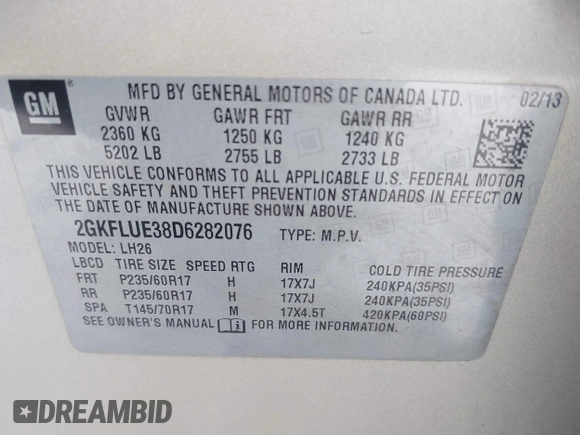 GM
MFD BY GENERAL MOTORS OF CANADA LTD. 02/13
GVWR GAWR FRT GAWR RR
2360 KG 1250 KG 1240 KG
5202 LB 2755 LB 2733 LB
THIS VEHICLE CONFORMS TO ALL APPLICABLE U.S. FEDERAL MOTOR
VEHICLE SAFETY AND THEFT PREVENTION STANDARDS IN EFFECT ON
THE DATE OF MANUFACTURE SHOWN ABOVE.
2GKFLUE38D6282076 TYPE: M.P.V.
MODEL: LH26
LBCD TIRE SIZE SPEED RTG RIM COLD TIRE PRESSURE
FRT P235/60R17 H 17X7J 240KPA(35PSI)
RR P235/60R17 H 17X7J 240KPA(35PSI)
SPA T145/70R17 M 17X4.5T 420KPA(60PSI)
SEE OWNER'S MANUAL FOR MORE INFORMATION.
DREAMBID